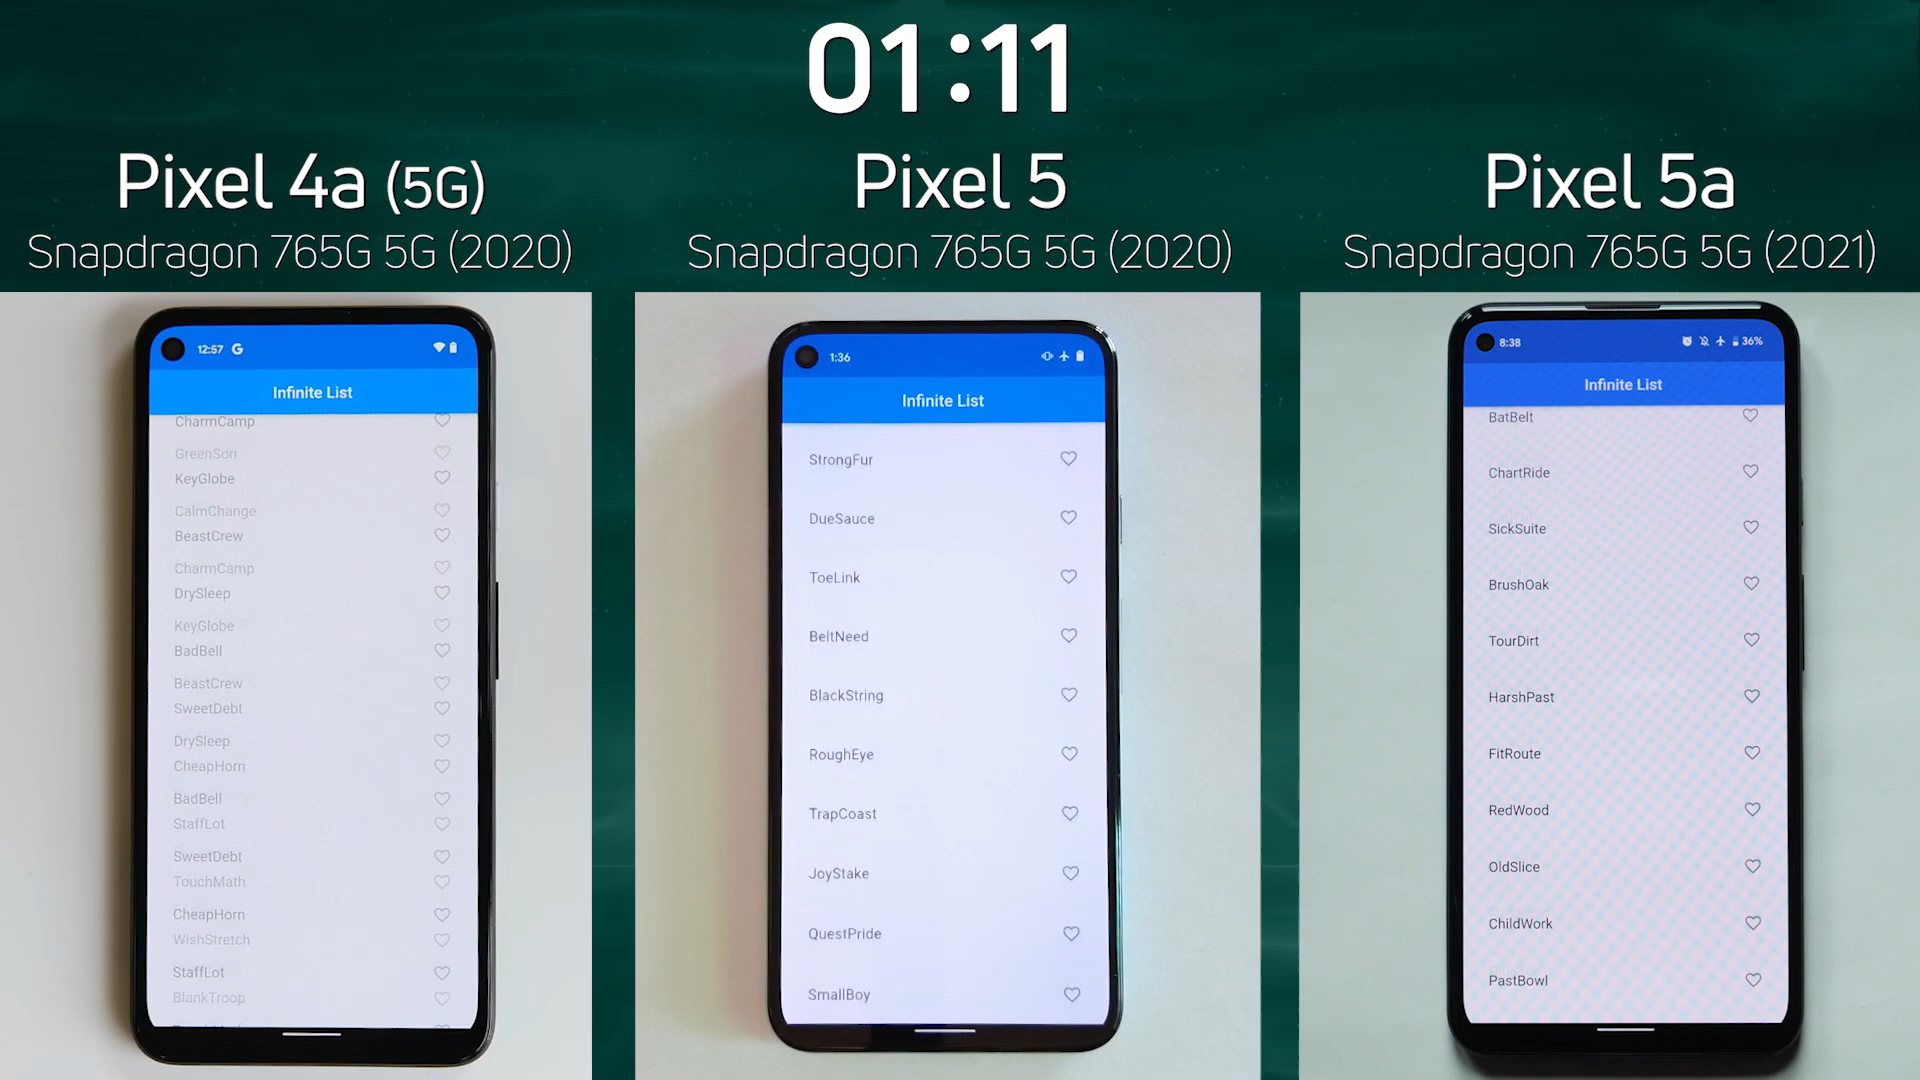 01:11
Pixel 4a (5G)
Snapdragon 765G 5G (2020)
Pixel 5
Snapdragon 765G 5G (2020)
Pixel 5a
Snapdragon 765G 5G (2021)
12:57 G
Infinite List
CharmCamp
GreenSon
KeyGlobe
CalmChange
BeastCrew
CharmCamp
DrySleep
KeyGlobe
BadBell
BeastCrew
SweetDebt
DrySleep
CheapHorn
BadBell
StaffLot
SweetDebt
TouchMath
CheapHorn
WishStretch
StaffLot
BlankTroop
1:36
Infinite List
StrongFur
DueSauce
ToeLink
BeltNeed
BlackString
RoughEye
TrapCoast
JoyStake
QuestPride
SmallBoy
8:38 36%
Infinite List
BatBelt
ChartRide
SickSuite
BrushOak
TourDirt
HarshPast
FitRoute
RedWood
OldSlice
ChildWork
PastBowl